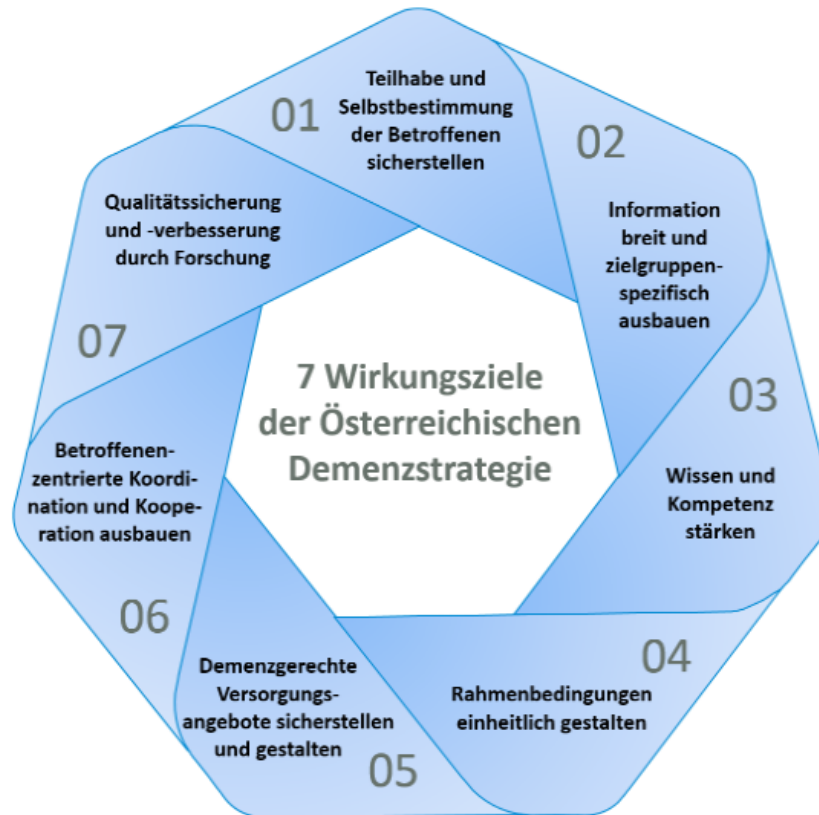 7 Wirkungsziele
der Österreichischen
Demenzstrategie
01
Teilhabe und
Selbstbestimmung
der Betroffenen
sicherstellen
02
Information
breit und
zielgruppen-
spezifisch
ausbauen
03
Wissen und
Kompetenz
stärken
04
Rahmenbedingungen
einheitlich gestalten
05
Demenzgerechte
Versorgungs-
angebote sicherstellen
und gestalten
06
Betroffenen-
zentrierte Koordi-
nation und Koope-
ration ausbauen
07
Qualitätssicherung
und -verbesserung
durch Forschung